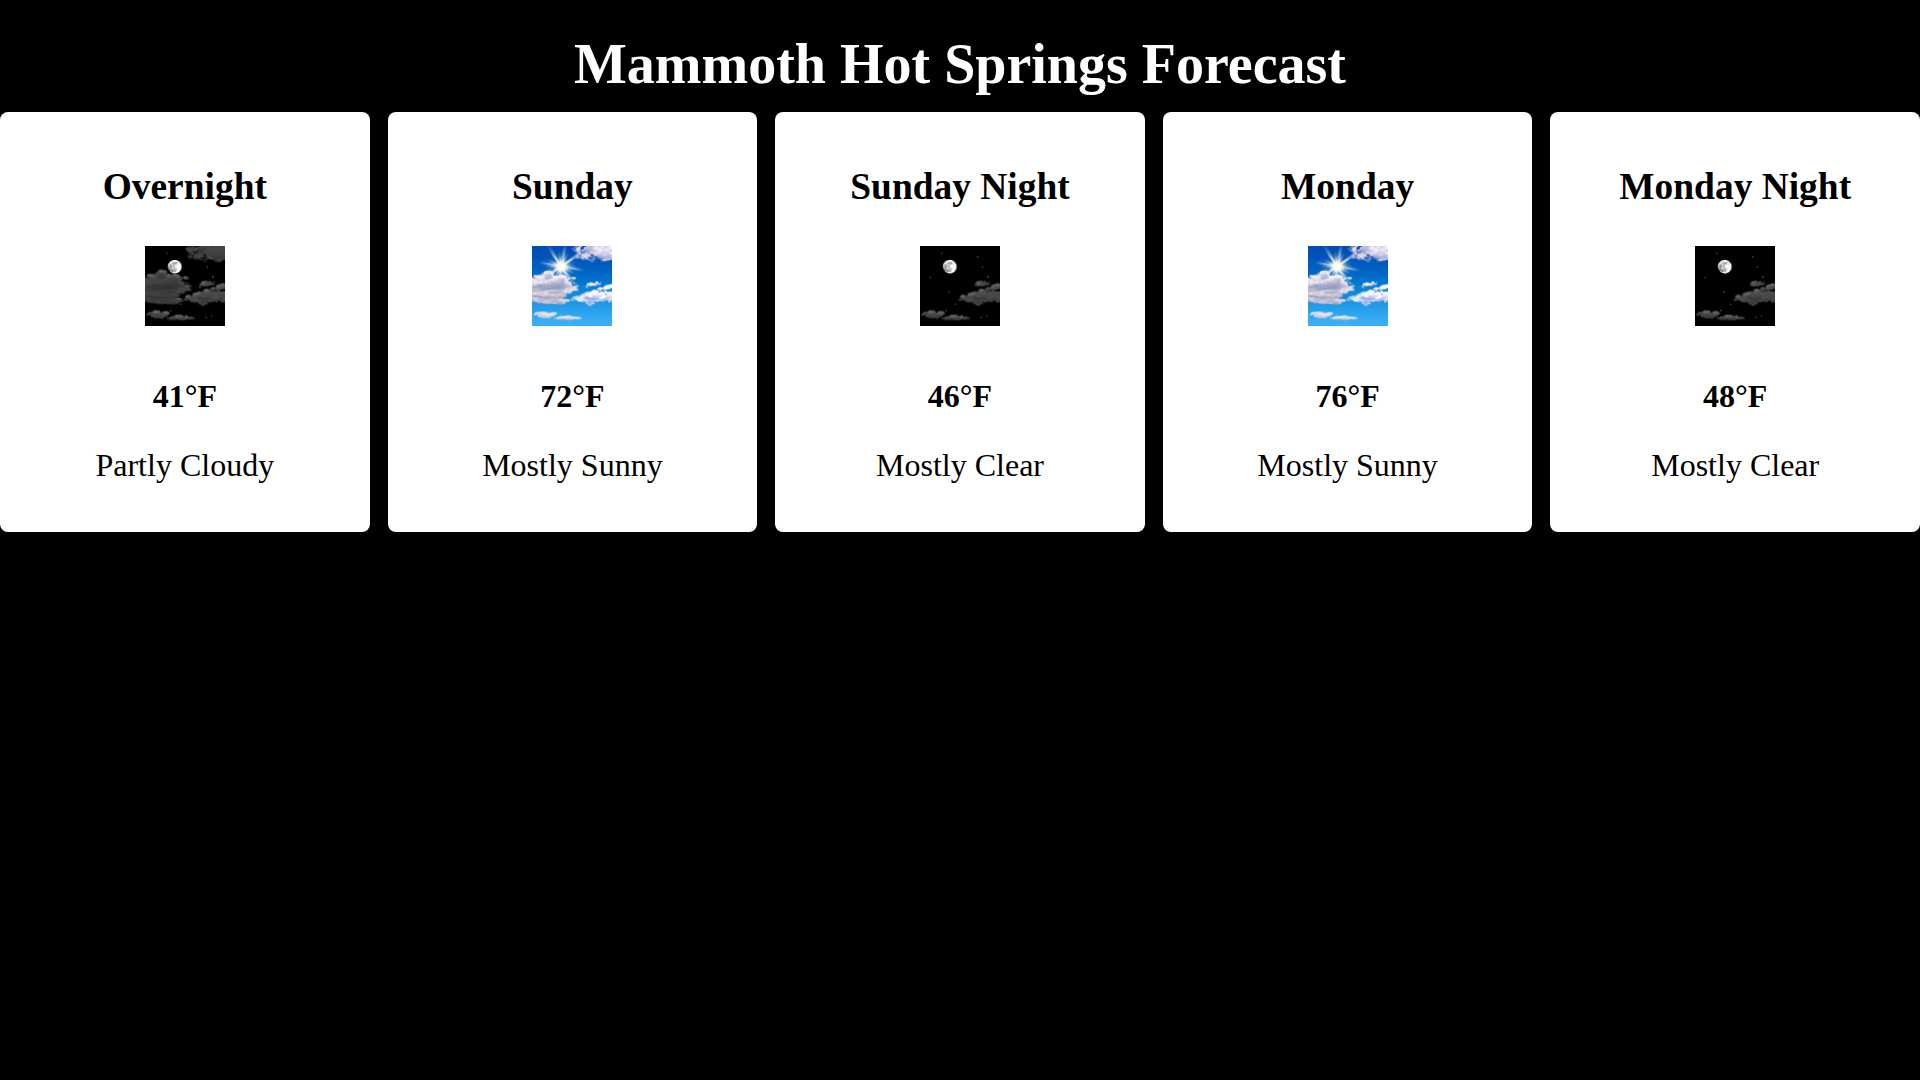 Mammoth Hot Springs Forecast
Overnight
41°F
Partly Cloudy
Sunday
72°F
Mostly Sunny
Sunday Night
46°F
Mostly Clear
Monday
76°F
Mostly Sunny
Monday Night
48°F
Mostly Clear